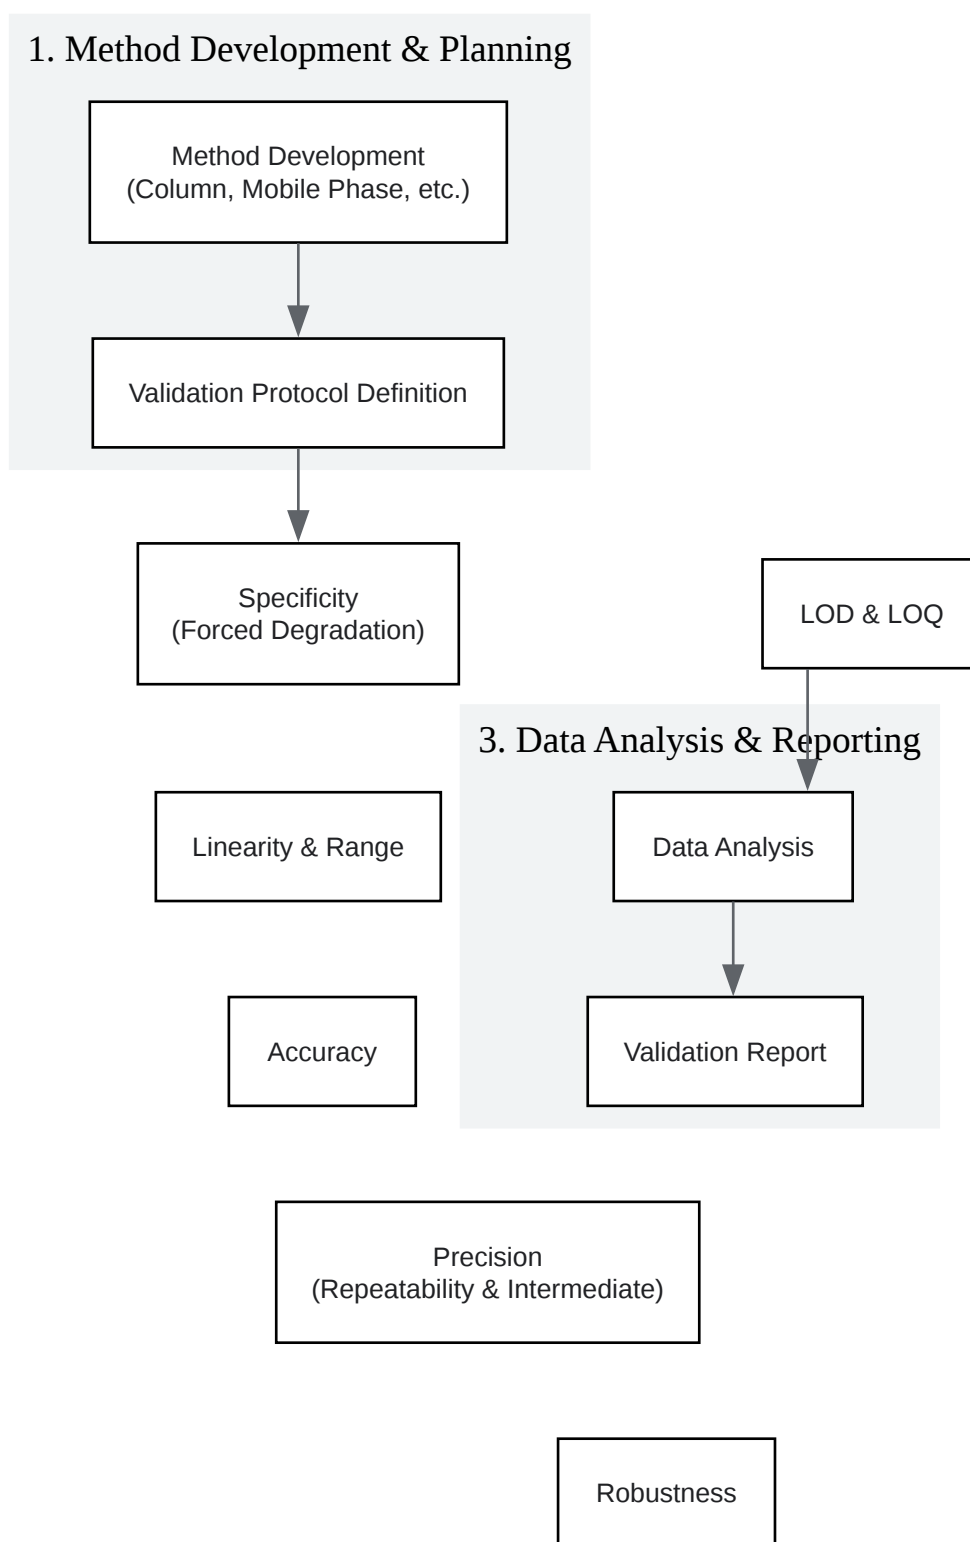 1. Method Development & Planning
Method Development
(Column, Mobile Phase, etc.)
Validation Protocol Definition
Specificity
(Forced Degradation)
LOD & LOQ
3. Data Analysis & Reporting
Linearity & Range
Data Analysis
Accuracy
Validation Report
Precision
(Repeatability & Intermediate)
Robustness